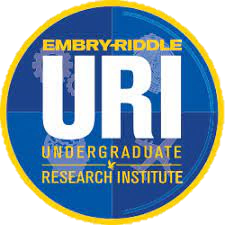 EMBRY-RIDDLE
URI
UNDERGRADUATE
RESEARCH INSTITUTE